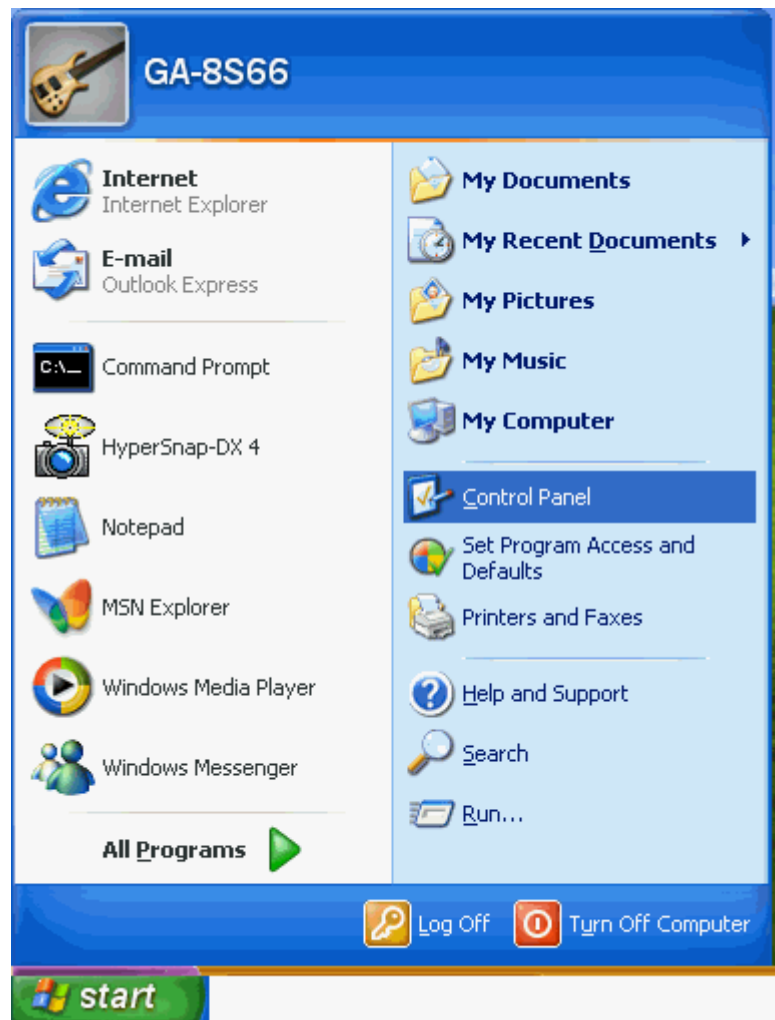 GA-8S66
Internet
Internet Explorer
E-mail
Outlook Express
C:\_
Command Prompt
HyperSnap-DX 4
Notepad
MSN Explorer
Windows Media Player
Windows Messenger
All Programs
My Documents
My Recent Documents
My Pictures
My Music
My Computer
Control Panel
Set Program Access and
Defaults
Printers and Faxes
Help and Support
Search
Run...
Log Off
Turn Off Computer
start